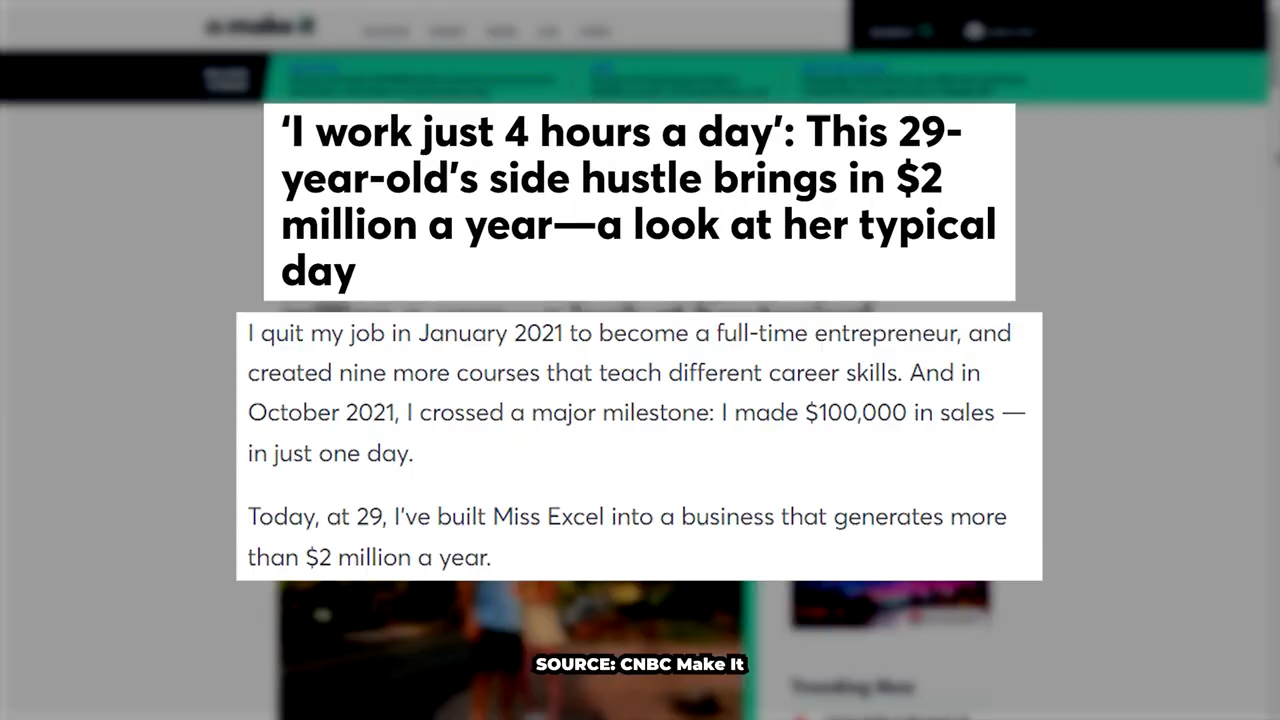 make it
‘I work just 4 hours a day’: This 29-
year-old’s side hustle brings in $2
million a year—a look at her typical
day
I quit my job in January 2021 to become a full-time entrepreneur, and
created nine more courses that teach different career skills. And in
October 2021, I crossed a major milestone: I made $100,000 in sales —
in just one day.
Today, at 29, I’ve built Miss Excel into a business that generates more
than $2 million a year.
SOURCE: CNBC Make It
Trending Now